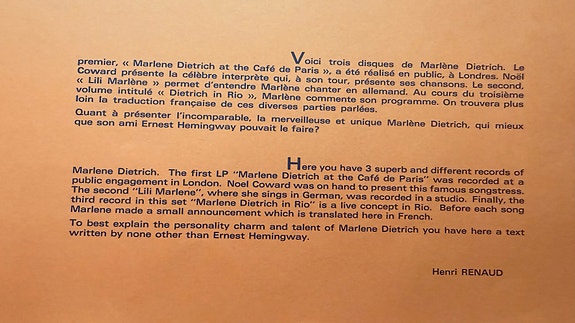 Voici trois disques de Marlène Dietrich. Le
premier, « Marlene Dietrich at the Café de Paris », a été réalisé en public, à Londres. Noël
Coward présente la célèbre interprète qui, à son tour, présente ses chansons. Le second,
« Lili Marlène » permet d'entendre Marlène chanter en allemand. Au cours du troisième
volume intitulé « Dietrich in Rio », Marlène commente son programme. On trouvera plus
loin la traduction française de ces diverses parties parlées.
Quant à présenter l'incomparable, la merveilleuse et unique Marlène Dietrich, qui mieux
que son ami Ernest Hemingway pouvait le faire?
Here you have 3 superb and different records of
Marlene Dietrich. The first LP "Marlene Dietrich at the Café de Paris" was recorded at a
public engagement in London. Noel Coward was on hand to present this famous songstress.
The second "Lili Marlene", where she sings in German, was recorded in a studio. Finally, the
third record in this set "Marlene Dietrich in Rio" is a live concept in Rio. Before each song
Marlene made a small announcement which is translated here in French.
To best explain the personality charm and talent of Marlene Dietrich you have here a text
written by none other than Ernest Hemingway.
Henri RENAUD